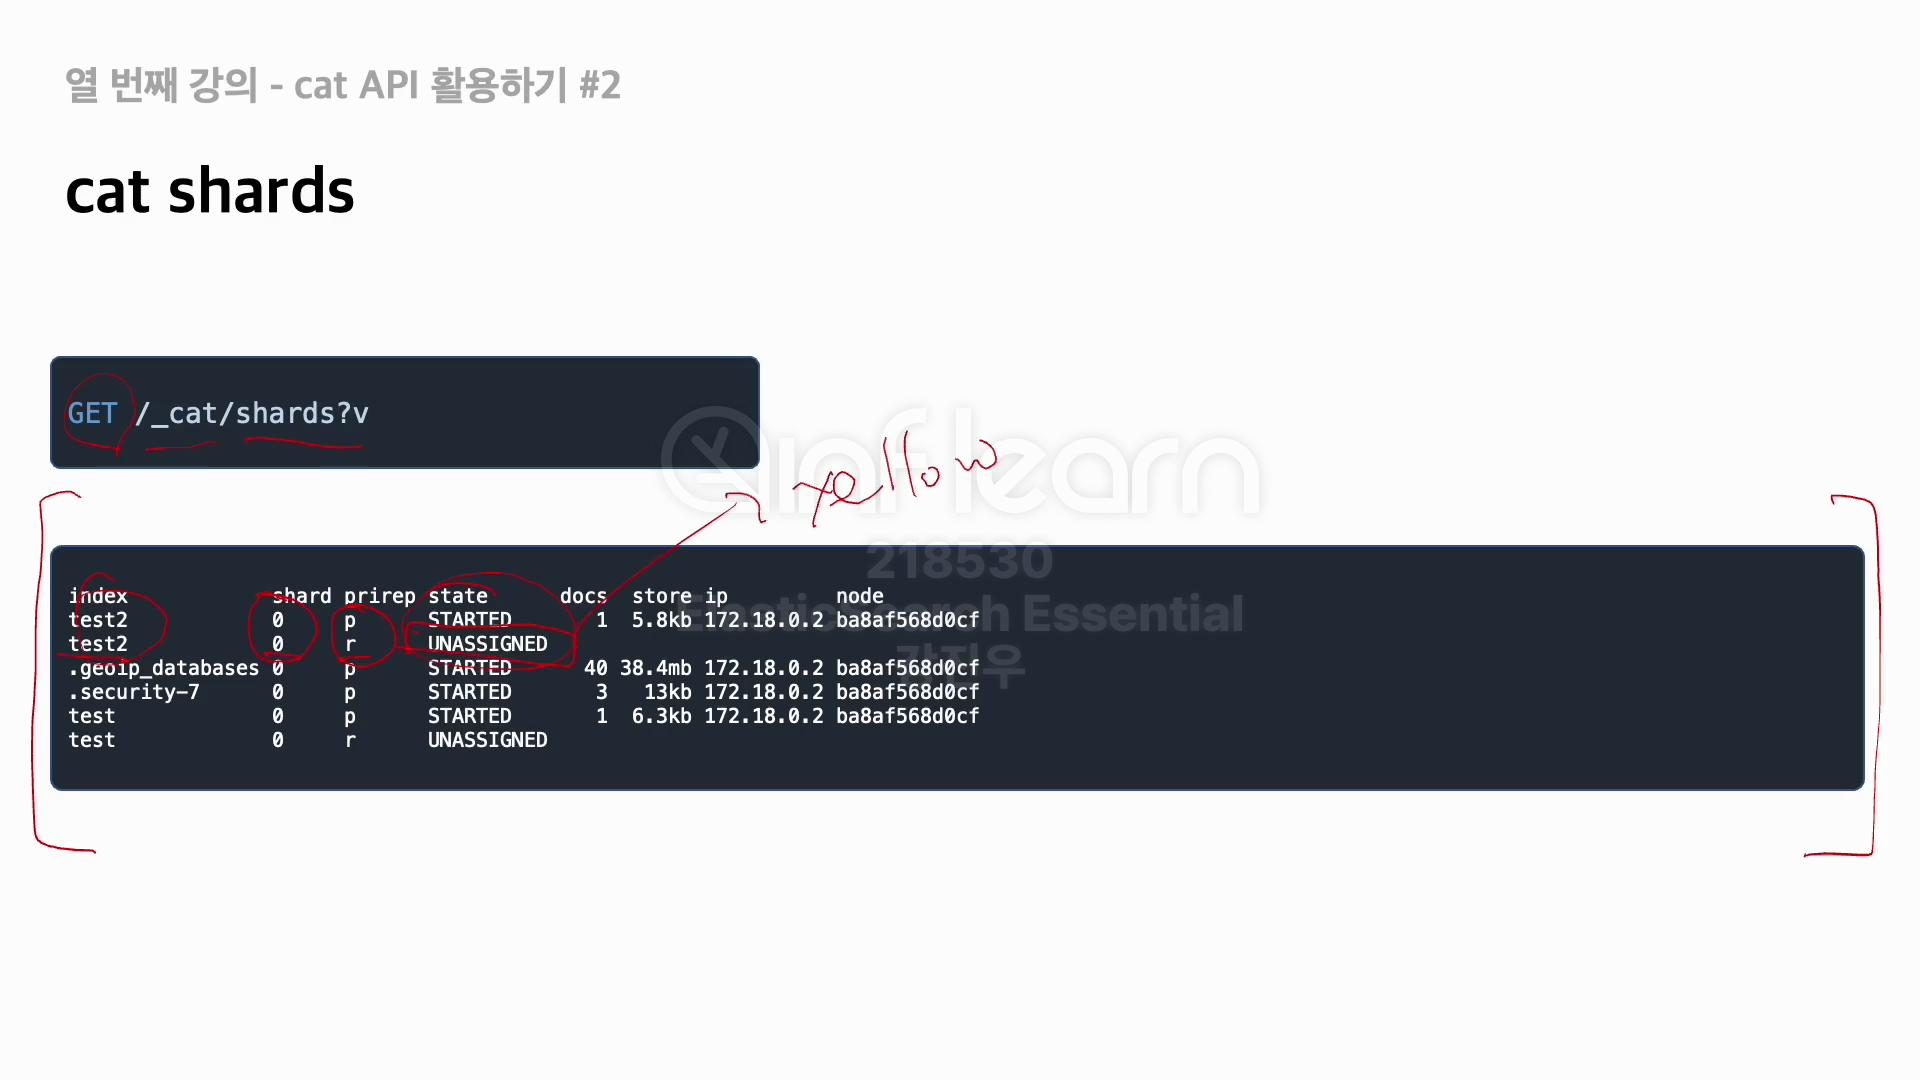 열 번째 강의 - cat API 활용하기 #2
cat shards
GET /_cat/shards?v
inflearn
yellow
218530
ElasticSearch Essential
강진우
index shard prirep state docs store ip node
test2 0 p STARTED 1 5.8kb 172.18.0.2 ba8af568d0cf
test2 0 r UNASSIGNED
.geoip_databases 0 p STARTED 40 38.4mb 172.18.0.2 ba8af568d0cf
.security-7 0 p STARTED 3 13kb 172.18.0.2 ba8af568d0cf
test 0 p STARTED 1 6.3kb 172.18.0.2 ba8af568d0cf
test 0 r UNASSIGNED